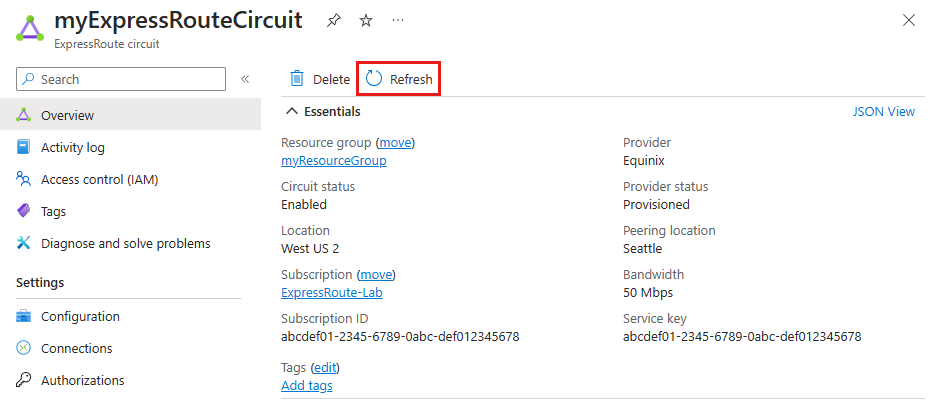 myExpressRouteCircuit
ExpressRoute circuit
Search
Overview
Activity log
Access control (IAM)
Tags
Diagnose and solve problems
Settings
Configuration
Connections
Authorizations
Delete Refresh
Essentials JSON View
Resource group (move)
myResourceGroup
Circuit status
Enabled
Location
West US 2
Subscription (move)
ExpressRoute-Lab
Subscription ID
abcdef01-2345-6789-0abc-def012345678
Provider
Equinix
Provider status
Provisioned
Peering location
Seattle
Bandwidth
50 Mbps
Service key
abcdef01-2345-6789-0abc-def012345678
Tags (edit)
Add tags